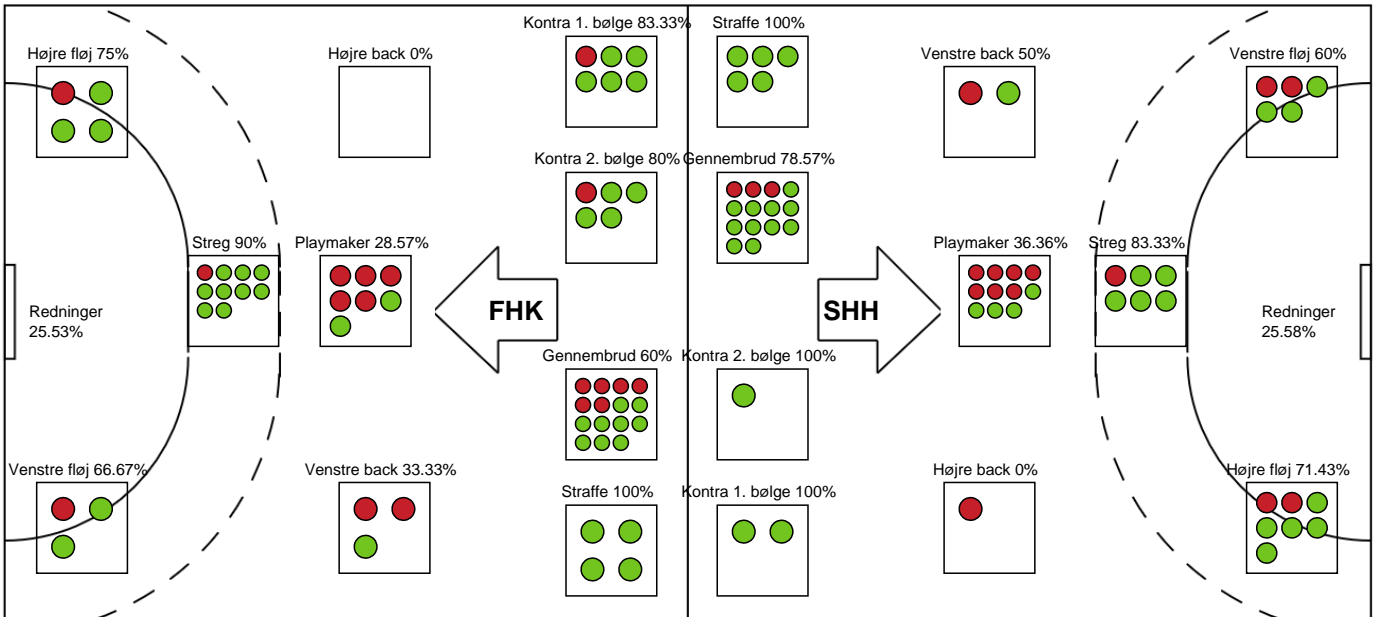 Kontra 1. bølge 83.33%
Straffe 100%
Højre fløj 75%
Højre back 0%
Venstre back 50%
Venstre fløj 60%
Kontra 2. bølge 80%
Gennembrud 78.57%
Streg 90%
Playmaker 28.57%
Playmaker 36.36%
Streg 83.33%
FHK
SHH
Redninger
25.53%
Redninger
25.58%
Gennembrud 60%
Kontra 2. bølge 100%
Venstre fløj 66.67%
Venstre back 33.33%
Højre back 0%
Højre fløj 71.43%
Straffe 100%
Kontra 1. bølge 100%